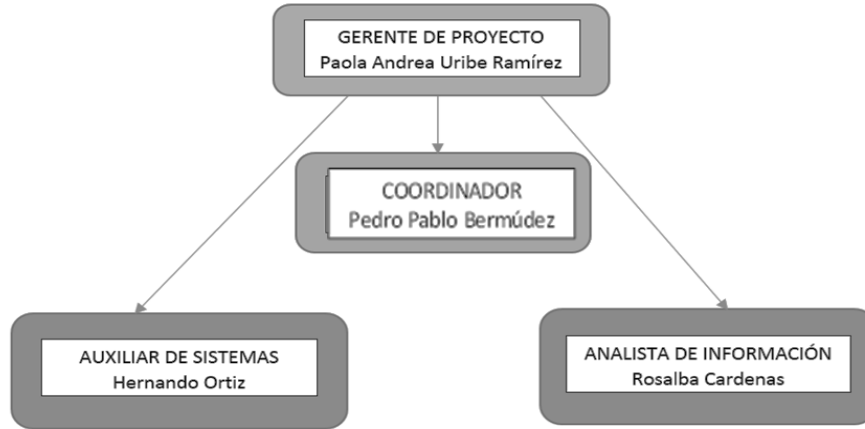 GERENTE DE PROYECTO
Paola Andrea Uribe Ramírez
COORDINADOR
Pedro Pablo Bermúdez
AUXILIAR DE SISTEMAS
Hernando Ortiz
ANALISTA DE INFORMACIÓN
Rosalba Cardenas